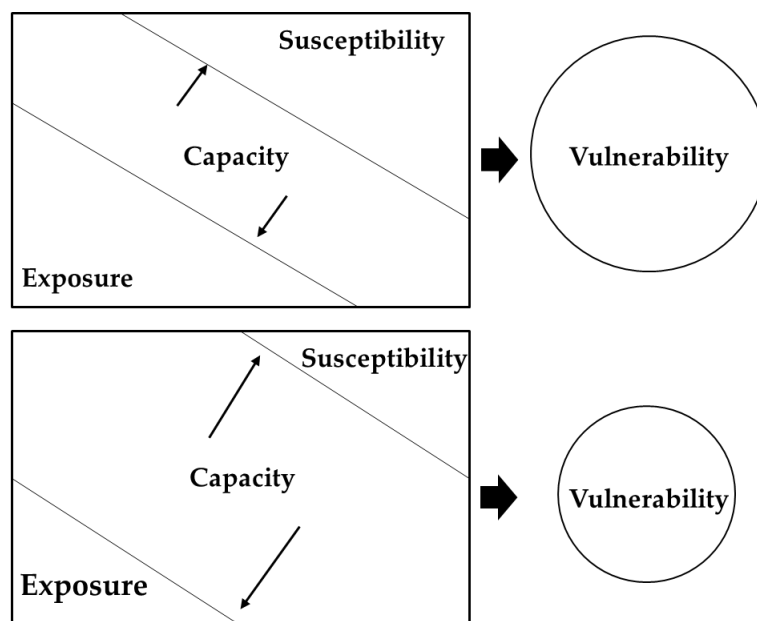 Susceptibility
Capacity
Vulnerability
Exposure
Susceptibility
Capacity
Vulnerability
Exposure